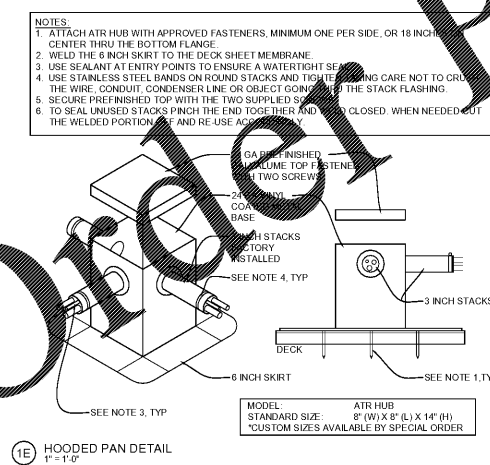 NOTES:
1. ATTACH ATR HUB WITH APPROVED FASTENERS, MINIMUM ONE PER SIDE, OR 18 INCHES ON
CENTER THRU THE BOTTOM FLANGE.
2. WELD THE 6 INCH SKIRT TO THE DECK SHEET MEMBRANE.
3. USE SEALANT AT ENTRY POINTS TO ENSURE A WATERTIGHT SEAL
4. USE STAINLESS STEEL BANDS ON ROUND STACKS AND TIGHTEN TAKING CARE NOT TO CRUSH
THE WIRE, CONDUIT, CONDENSER LINE OR OBJECT GOING THRU THE STACK FLASHING.
5. SECURE PREFINISHED TOP WITH THE TWO SUPPLIED
6. TO SEAL UNUSED STACKS PINCH THE END TOGETHER AND WELD CLOSED. WHEN NEEDED CUT
THE WELDED PORTION OFF AND RE-USE ACCORDINGLY.
GA PREFINISHED
GALVALUME TOP FASTENED
WITH TWO SCREWS
24 VINYL
COATED METAL
BASE
INCH STACKS
FACTORY
INSTALLED
SEE NOTE 4, TYP
3 INCH STACKS
DECK
6 INCH SKIRT
SEE NOTE 1,TY
SEE NOTE 3, TYP
MODEL: ATR HUB
STANDARD SIZE: 8" (W) X 8" (L) X 14" (H)
*CUSTOM SIZES AVAILABLE BY SPECIAL ORDER
1E HOODED PAN DETAIL
1" = 1'-0"
Order